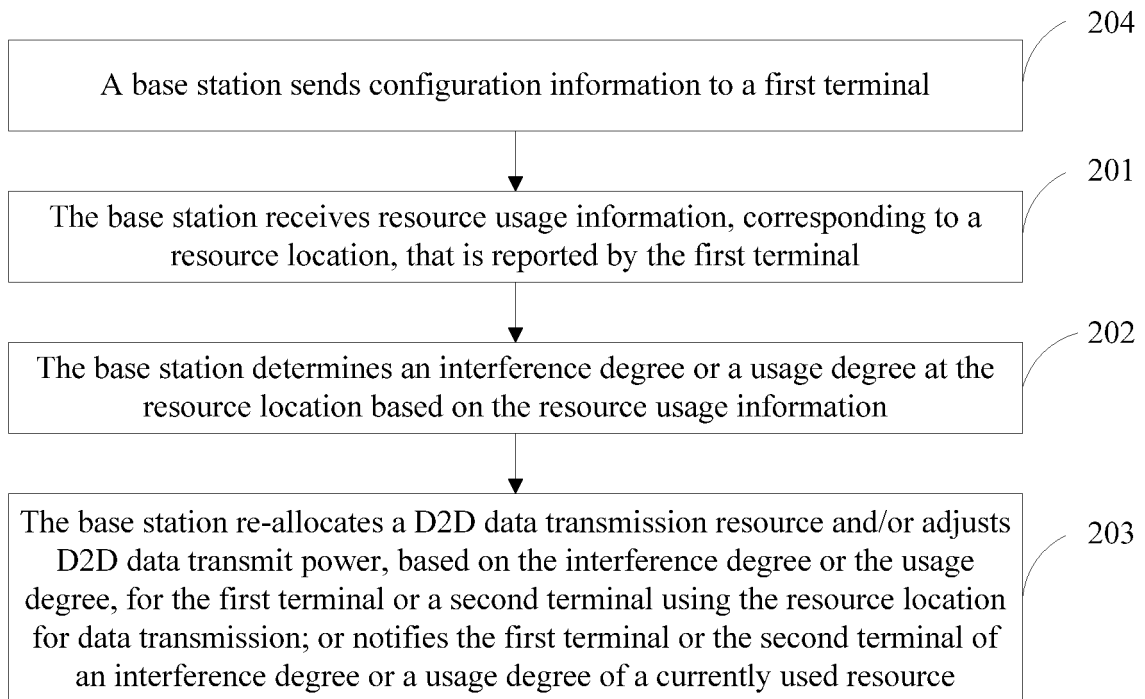 204
A base station sends configuration information to a first terminal
201
The base station receives resource usage information, corresponding to a
resource location, that is reported by the first terminal
202
The base station determines an interference degree or a usage degree at the
resource location based on the resource usage information
203
The base station re-allocates a D2D data transmission resource and/or adjusts
D2D data transmit power, based on the interference degree or the usage
degree, for the first terminal or a second terminal using the resource location
for data transmission; or notifies the first terminal or the second terminal of
an interference degree or a usage degree of a currently used resource